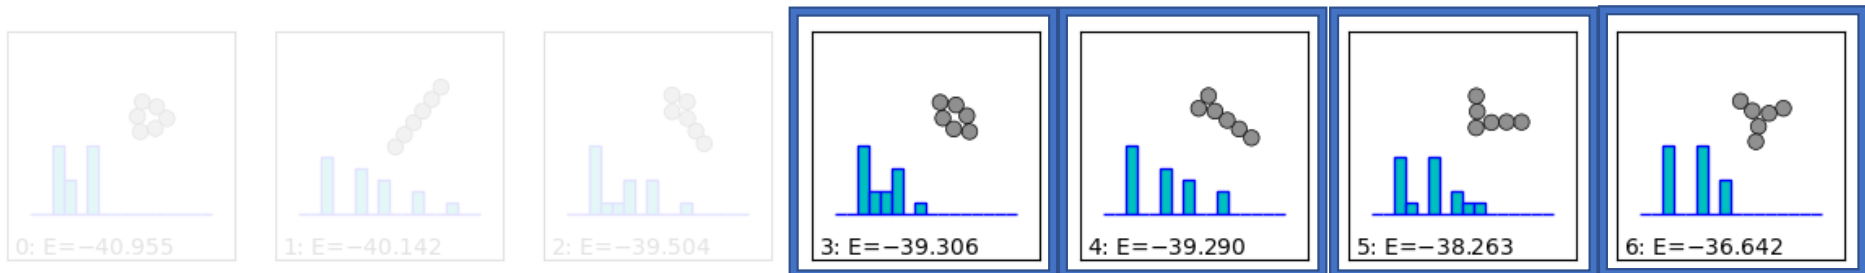 0: E=−40.955
1: E=−40.142
2: E=−39.504
3: E=−39.306
4: E=−39.290
5: E=−38.263
6: E=−36.642